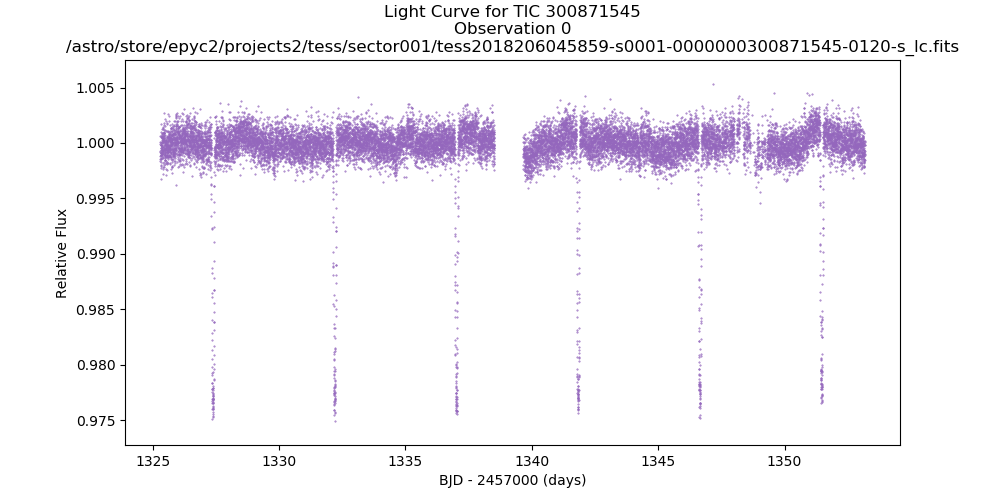 Light Curve for TIC 300871545
Observation 0
/astro/store/epyc2/projects2/tess/sector001/tess2018206045859-s0001-0000000300871545-0120-s_lc.fits
1.005
1.000
0.995
0.990
0.985
0.980
0.975
Relative Flux
1325
1330
1335
1340
1345
1350
BJD - 2457000 (days)